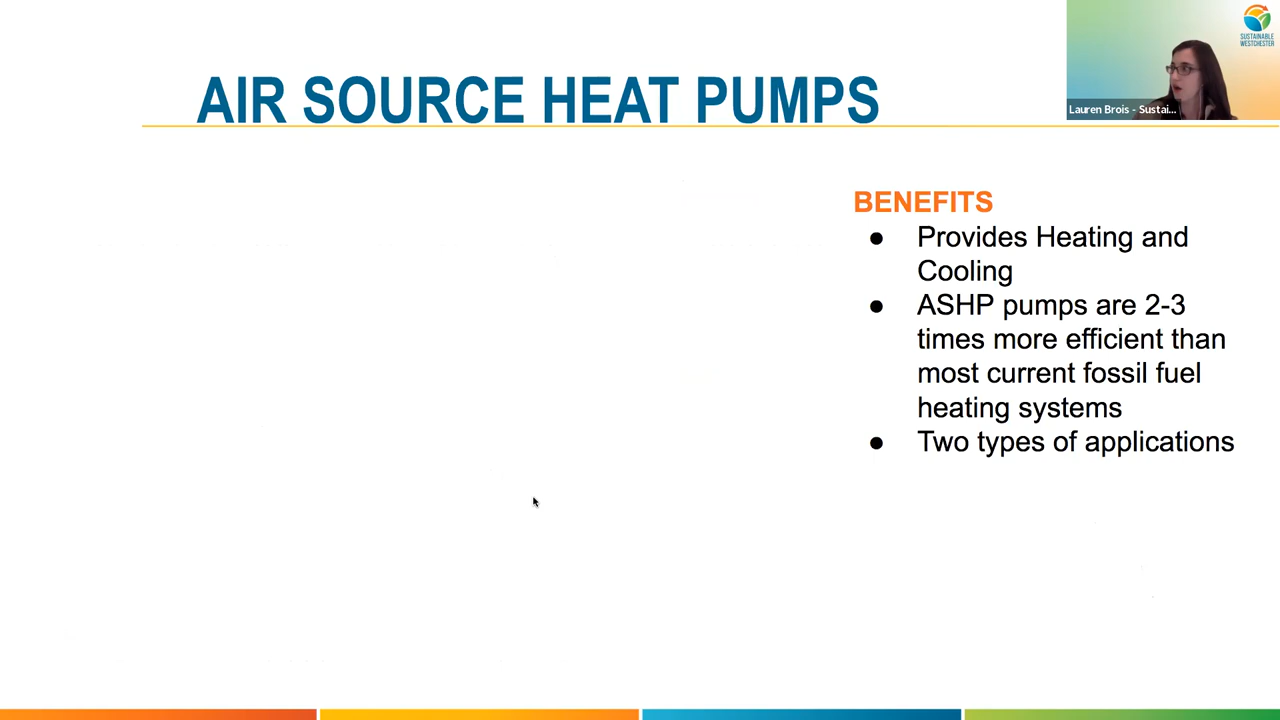 SUSTAINABLE
WESTCHESTER
Lauren Brois - Sustai...
AIR SOURCE HEAT PUMPS
BENEFITS
● Provides Heating and
Cooling
● ASHP pumps are 2-3
times more efficient than
most current fossil fuel
heating systems
● Two types of applications